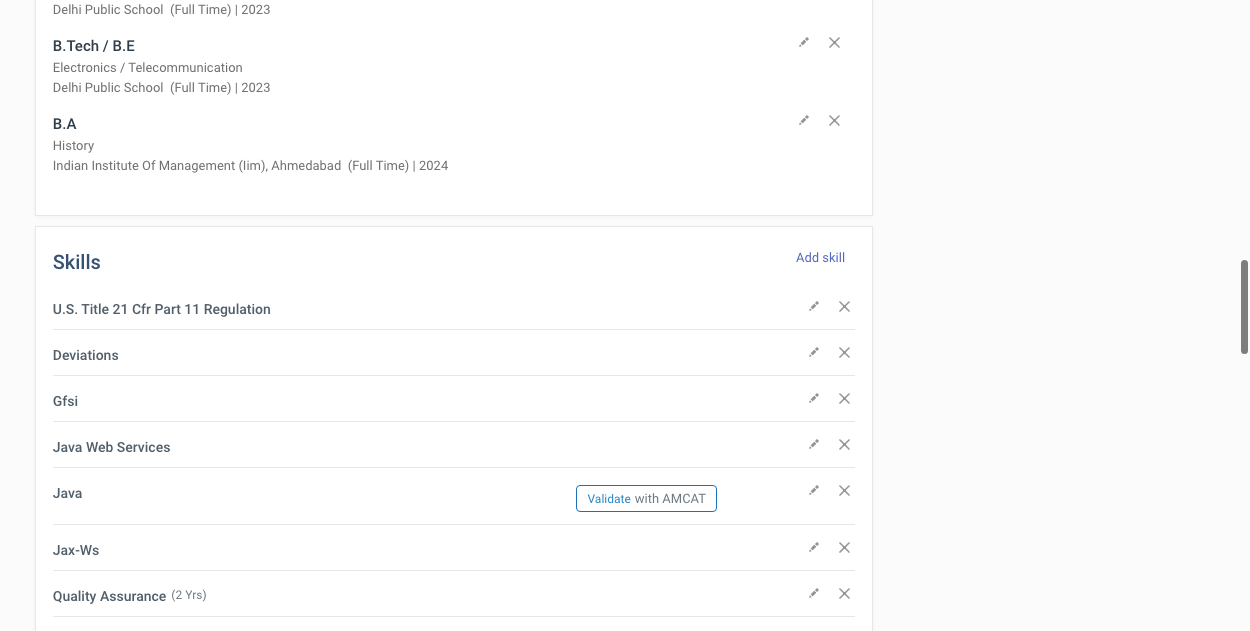 Delhi Public School (Full Time) | 2023
B.Tech / B.E
Electronics / Telecommunication
Delhi Public School (Full Time) | 2023
B.A
History
Indian Institute Of Management (Iim), Ahmedabad (Full Time) | 2024
Skills
Add skill
U.S. Title 21 Cfr Part 11 Regulation
Deviations
Gfsi
Java Web Services
Java
Validate with AMCAT
Jax-Ws
Quality Assurance (2 Yrs)